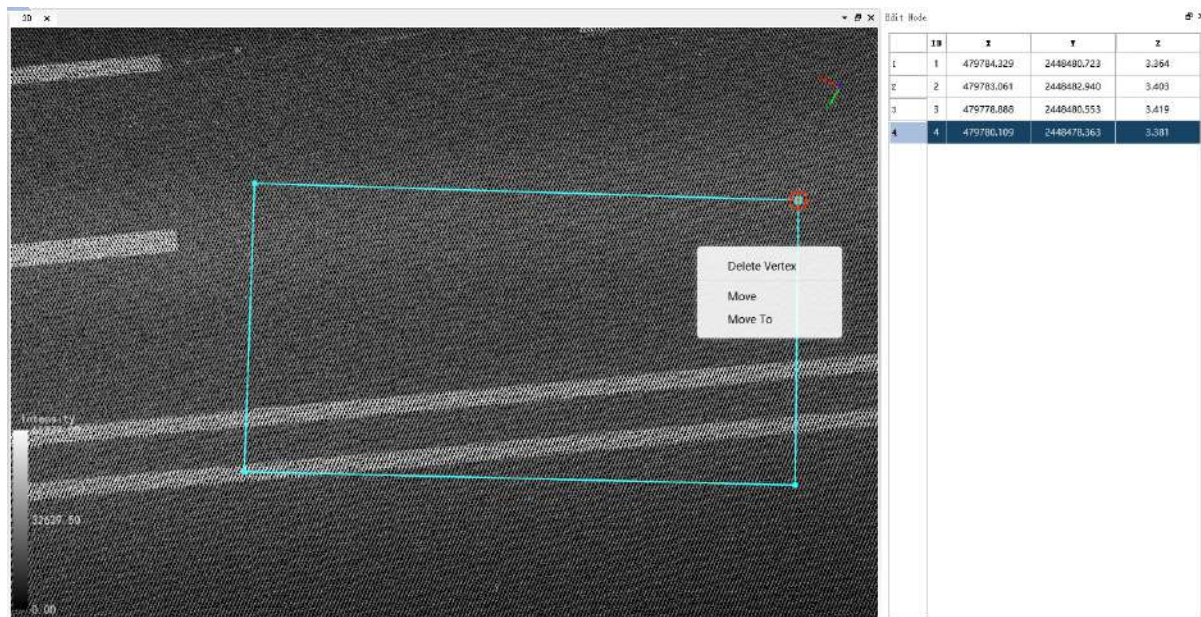 3D
Edit Node
ID X Y Z
1 1 479784.329 2448480.723 3.364
2 2 479783.061 2448482.940 3.403
3 3 479778.888 2448480.553 3.419
4 4 479780.109 2448478.363 3.381
Delete Vertex
Move
Move To
Intensity
32639.50
0.00